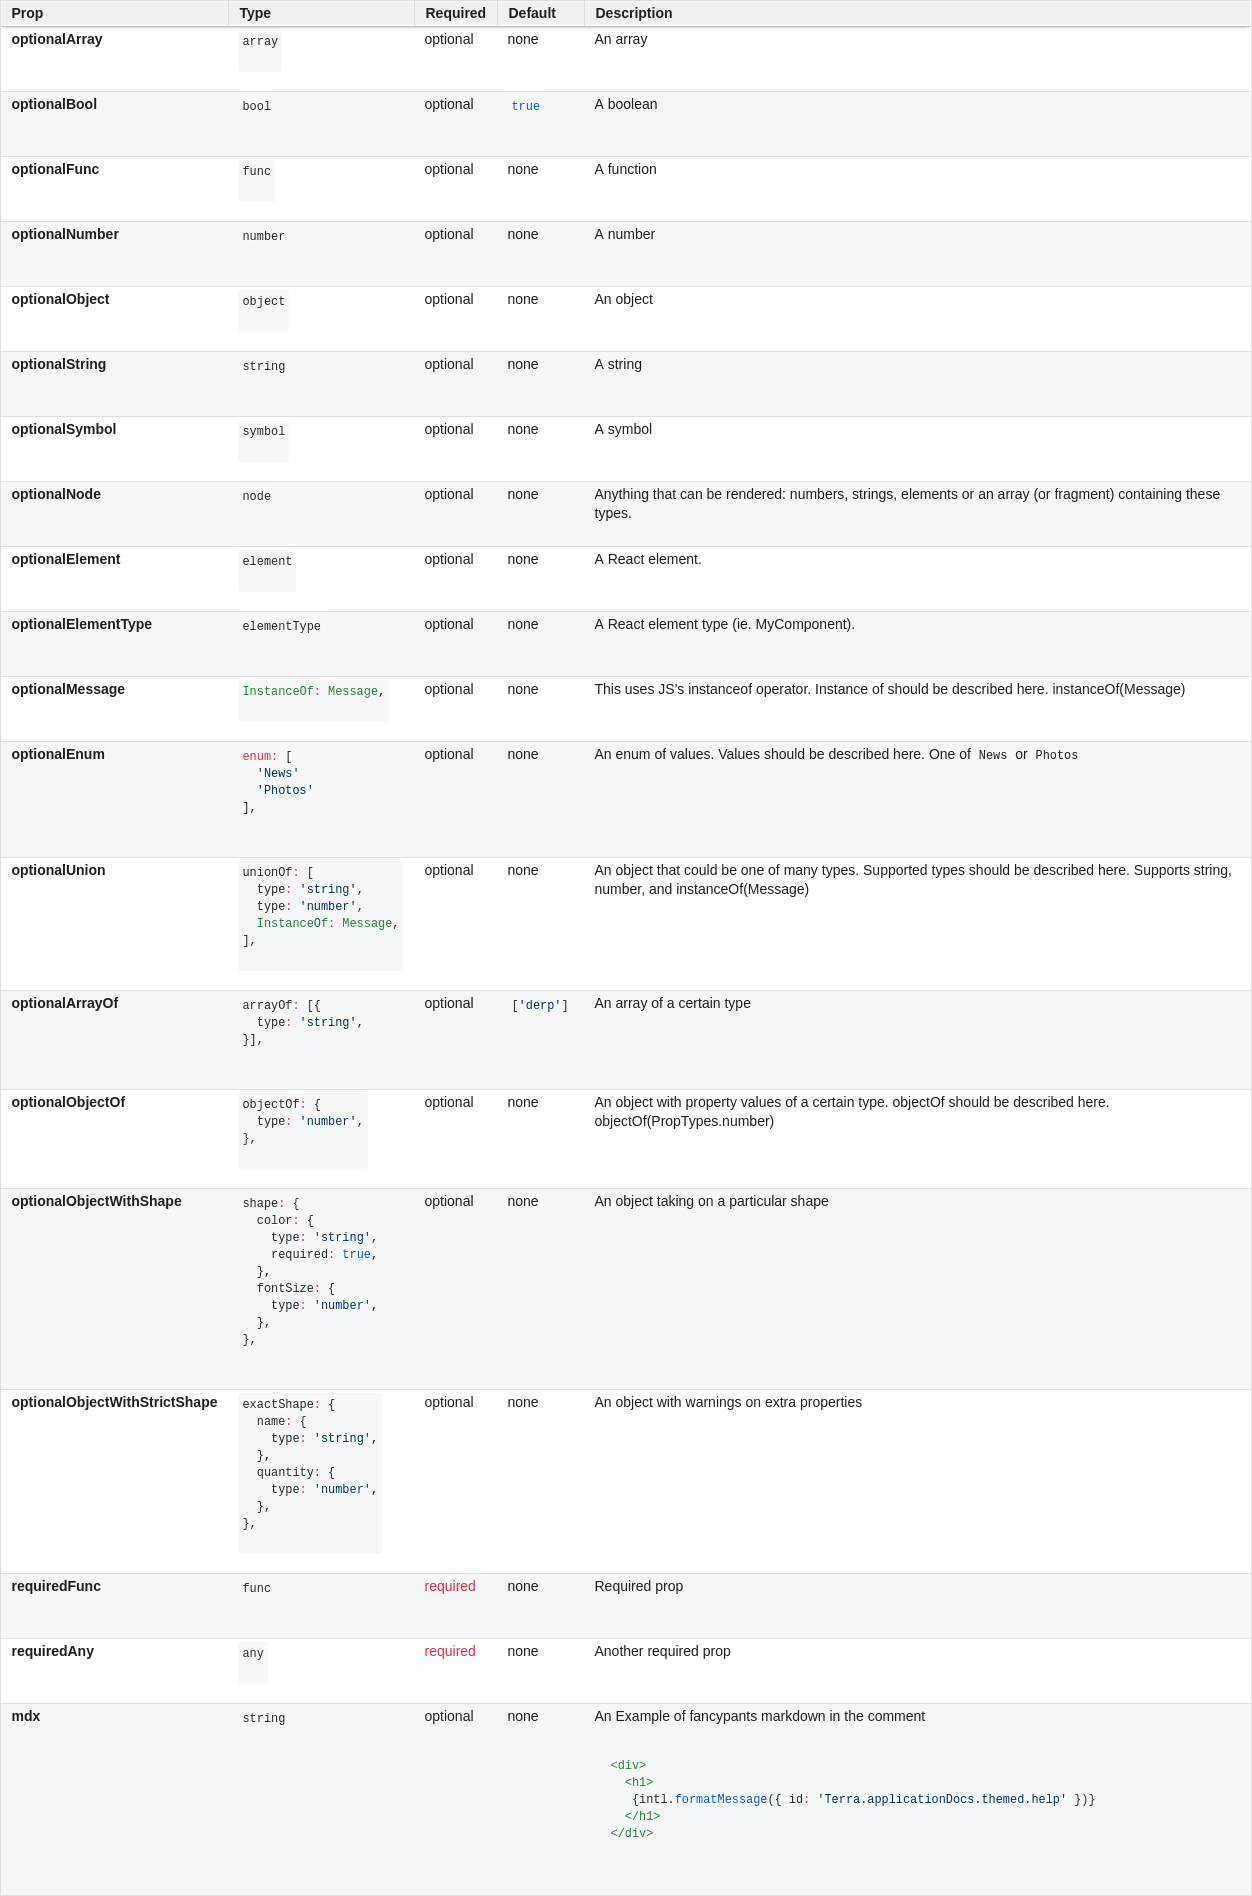 Prop Type Required Default Description
optionalArray array optional none An array
optionalBool bool optional true A boolean
optionalFunc func optional none A function
optionalNumber number optional none A number
optionalObject object optional none An object
optionalString string optional none A string
optionalSymbol symbol optional none A symbol
optionalNode node optional none Anything that can be rendered: numbers, strings, elements or an array (or fragment) containing these
types.
optionalElement element optional none A React element.
optionalElementType elementType optional none A React element type (ie. MyComponent).
optionalMessage InstanceOf: Message, optional none This uses JS's instanceof operator. Instance of should be described here. instanceOf(Message)
optionalEnum enum: [ optional none An enum of values. Values should be described here. One of News or Photos
'News'
'Photos'
],
optionalUnion unionOf: [ optional none An object that could be one of many types. Supported types should be described here. Supports string,
type: 'string', number, and instanceOf(Message)
type: 'number',
InstanceOf: Message,
],
optionalArrayOf arrayOf: [{ optional ['derp'] An array of a certain type
type: 'string',
}],
optionalObjectOf objectOf: { optional none An object with property values of a certain type. objectOf should be described here.
type: 'number', objectOf(PropTypes.number)
},
optionalObjectWithShape shape: { optional none An object taking on a particular shape
color: {
type: 'string',
required: true,
},
fontSize: {
type: 'number',
},
},
optionalObjectWithStrictShape exactShape: { optional none An object with warnings on extra properties
name: {
type: 'string',
},
quantity: {
type: 'number',
},
},
requiredFunc func required none Required prop
requiredAny any required none Another required prop
mdx string optional none An Example of fancypants markdown in the comment
<div>
<h1>
{intl.formatMessage({ id: 'Terra.applicationDocs.themed.help' })}
</h1>
</div>